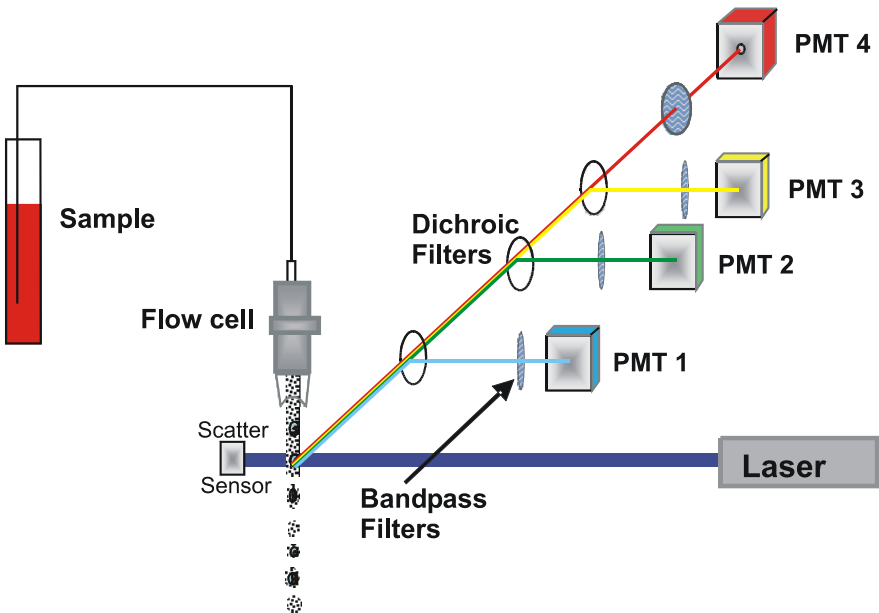 PMT 4
Sample
PMT 3
Dichroic
Filters
PMT 2
Flow cell
PMT 1
Scatter
Sensor
Laser
Bandpass
Filters